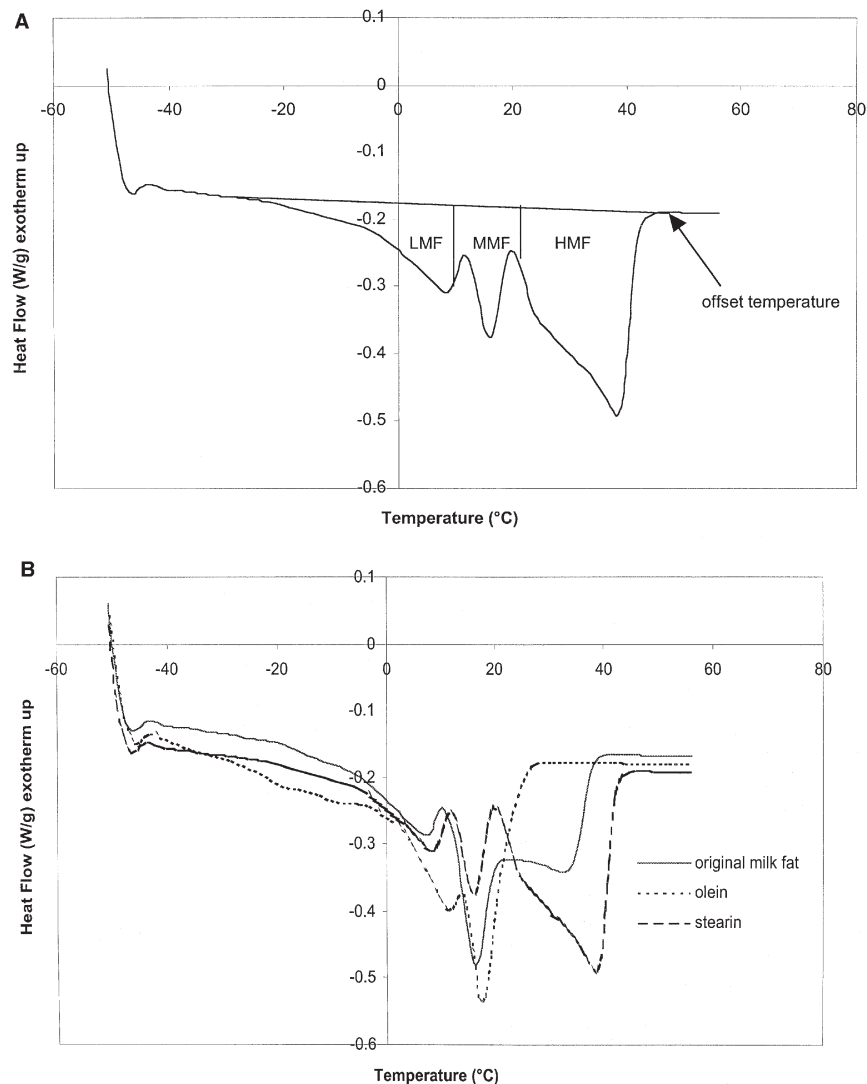 A
0.1
0
-60
-40
-20
0
20
40
60
80
-0.1
-0.2
LMF
MMF
HMF
-0.3
offset temperature
-0.4
-0.5
-0.6
Heat Flow (W/g) exotherm up
Temperature (°C)
B
0.1
0
-60
-40
-20
0
20
40
60
80
-0.1
-0.2
-0.3
original milk fat
olein
-0.4
stearin
-0.5
-0.6
Heat Flow (W/g) exotherm up
Temperature (°C)